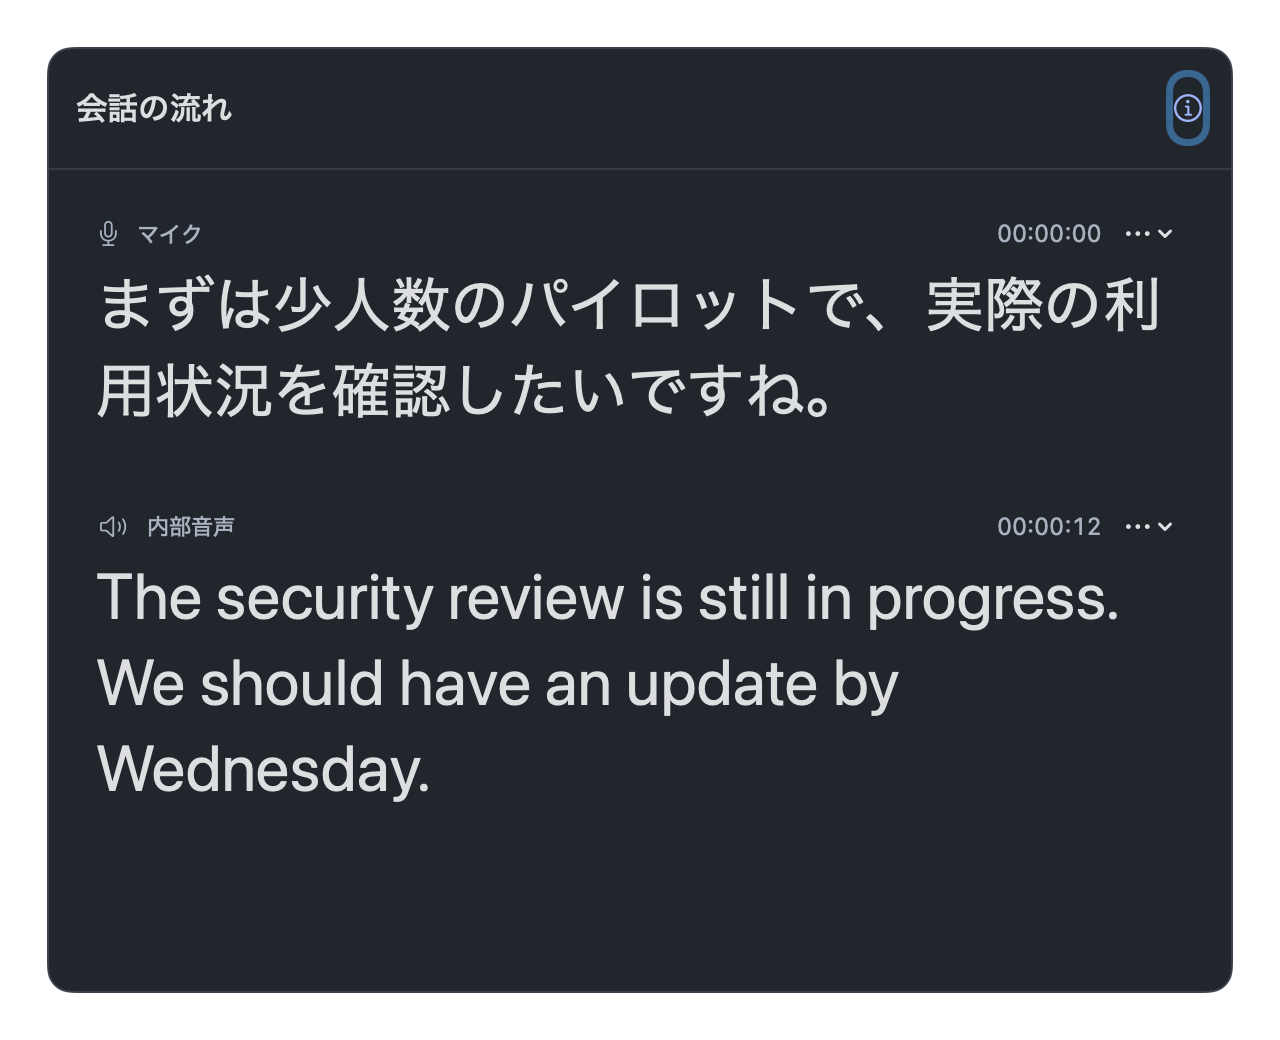 会話の流れ
マイク 00:00:00
まずは少人数のパイロットで、実際の利
用状況を確認したいですね。
内部音声 00:00:12
The security review is still in progress.
We should have an update by
Wednesday.